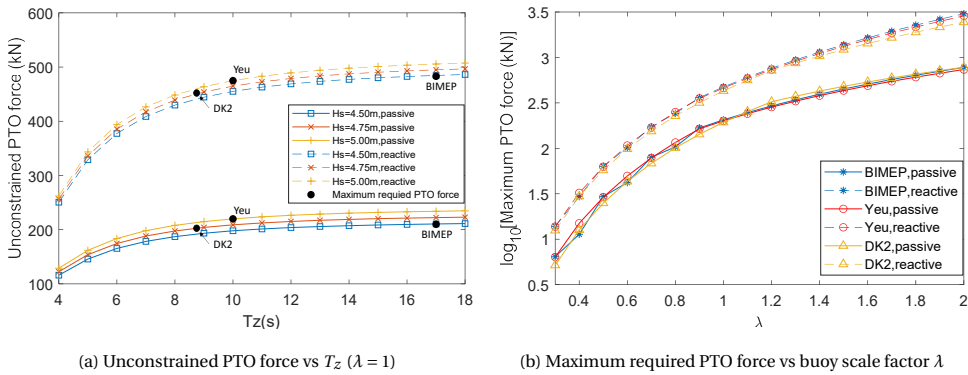 600
500
400
300
200
100
Unconstrained PTO force (kN)
4
6
8
10
12
14
16
18
Tz(s)
Yeu
DK2
BIMEP
Hs=4.50m,passive
Hs=4.75m,passive
Hs=5.00m,passive
Hs=4.50m,reactive
Hs=4.75m,reactive
Hs=5.00m,reactive
Maximum requied PTO force
Yeu
DK2
BIMEP
(a) Unconstrained PTO force vs Tz (λ = 1)
3.5
3.0
2.5
2.0
1.5
1.0
0.5
log10[Maximum PTO force (kN)]
0.4
0.6
0.8
1
1.2
1.4
1.6
1.8
2
λ
BIMEP,passive
BIMEP,reactive
Yeu,passive
Yeu,reactive
DK2,passive
DK2,reactive
(b) Maximum required PTO force vs buoy scale factor λ